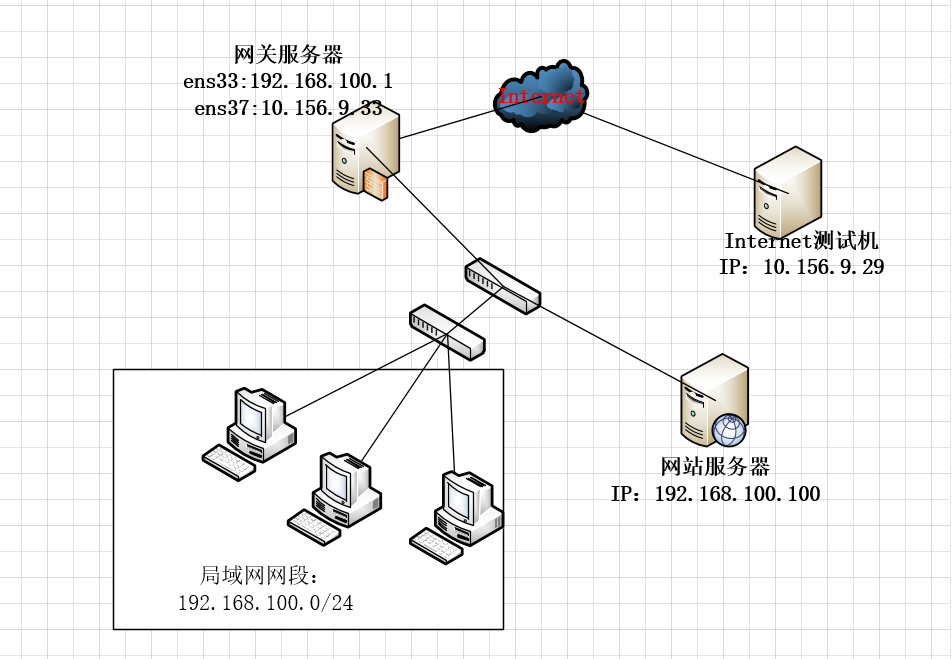 网关服务器
ens33:192.168.100.1
ens37:10.156.9.33
Internet
Internet测试机
IP：10.156.9.29
网站服务器
IP：192.168.100.100
局域网网段：
192.168.100.0/24